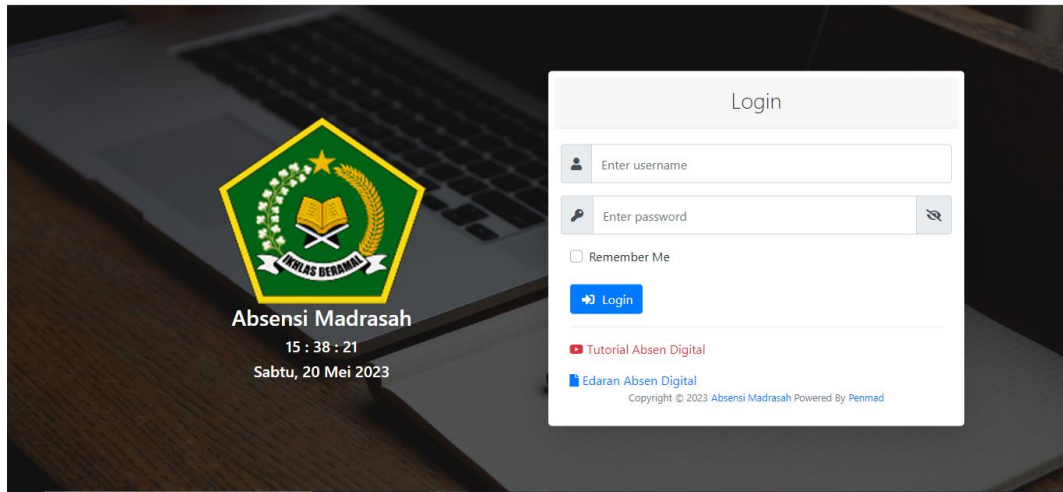 IKHLAS BERAMAL
Absensi Madrasah
15 : 38 : 21
Sabtu, 20 Mei 2023
Login
Enter username
Enter password
Remember Me
Login
Tutorial Absen Digital
Edaran Absen Digital
Copyright © 2023 Absensi Madrasah Powered By Penmad